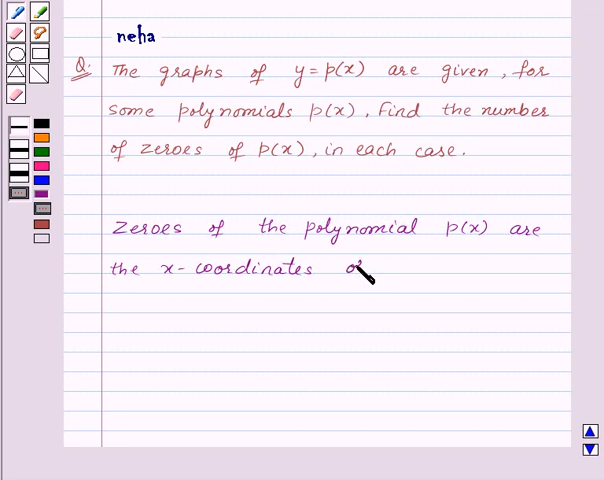 neha
Q. The graphs of y = p(x) are given, for
some polynomials p(x), Find the number
of zeroes of p(x), in each case.
Zeroes of the polynomial p(x) are
the x-coordinates